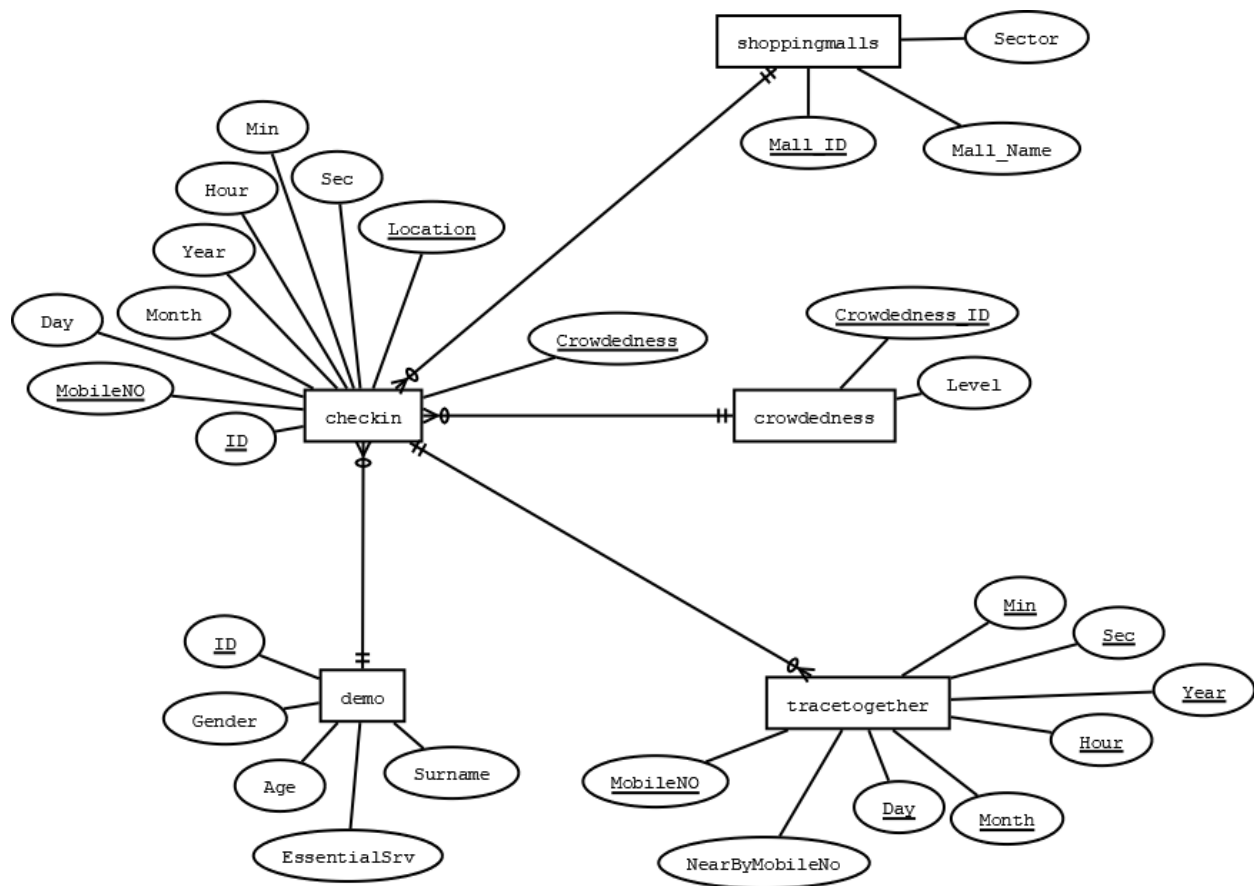 shoppingmalls
Sector
Mall_ID
Mall_Name
Min
Sec
Hour
Location
Year
Day
Month
MobileNO
ID
checkin
Crowdedness
Crowdedness_ID
Level
crowdedness
ID
Gender
Age
EssentialSrv
Surname
demo
Min
Sec
Year
Hour
Month
Day
NearByMobileNo
MobileNO
tracetogether